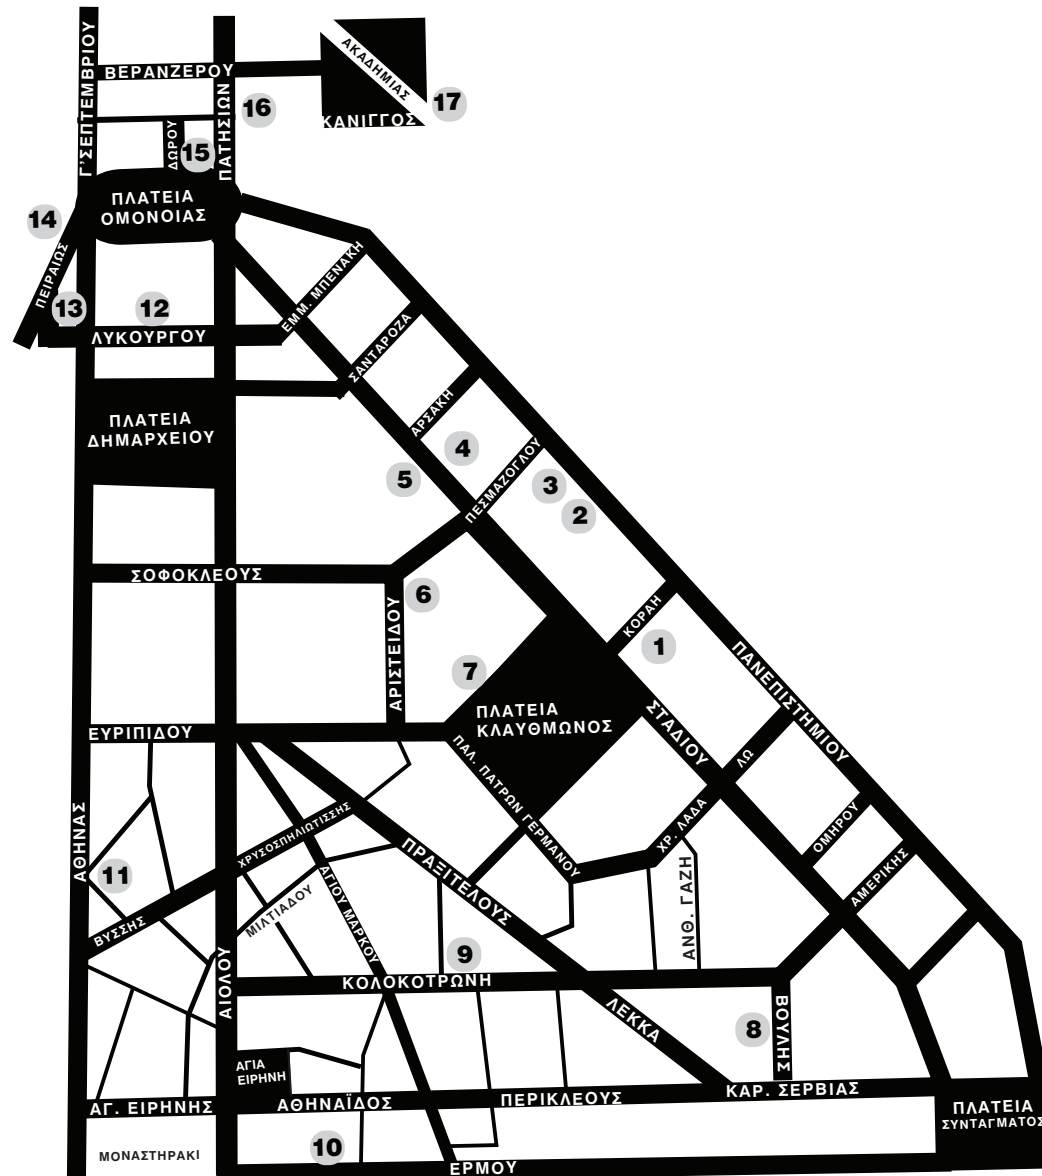 Γ'ΣΕΠΤΕΜΒΡΙΟΥ
ΒΕΡΑΝΖΕΡΟΥ
ΠΑΤΗΣΙΩΝ
ΑΚΑΔΗΜΙΑΣ
ΚΑΝΙΓΓΟΣ
17
16
ΔΩΡΟΥ
15
ΠΛΑΤΕΙΑ
ΟΜΟΝΟΙΑΣ
14
ΠΕΙΡΑΙΩΣ
13
12
ΛΥΚΟΥΡΓΟΥ
ΕΜΜ. ΜΠΕΝΑΚΗ
ΣΑΝΤΑΡΟΖΑ
ΑΡΣΑΚΗ
ΠΛΑΤΕΙΑ
ΔΗΜΑΡΧΕΙΟΥ
4
5
ΠΕΣΜΑΖΟΓΛΟΥ
3
2
ΣΟΦΟΚΛΕΟΥΣ
6
ΑΡΙΣΤΕΙΔΟΥ
ΚΟΡΑΗ
1
7
ΠΛΑΤΕΙΑ
ΚΛΑΥΘΜΩΝΟΣ
ΣΤΑΔΙΟΥ
ΠΑΝΕΠΙΣΤΗΜΙΟΥ
ΕΥΡΙΠΙΔΟΥ
ΠΑΛ. ΠΑΤΡΩΝ ΓΕΡΜΑΝΟΥ
ΛΩ
ΧΡ. ΛΑΔΑ
ΟΜΗΡΟΥ
ΑΜΕΡΙΚΗΣ
ΑΘΗΝΑΣ
ΧΡΥΣΟΣΠΗΛΙΩΤΙΣΣΗΣ
ΠΡΑΞΙΤΕΛΟΥΣ
11
ΑΓΙΟΥ ΜΑΡΚΟΥ
ΜΙΛΤΙΑΔΟΥ
ΑΝΘ. ΓΑΖΗ
ΒΥΣΣΗΣ
9
ΑΙΟΛΟΥ
ΚΟΛΟΚΟΤΡΩΝΗ
ΛΕΚΚΑ
8
ΒΟΥΛΗΣ
ΑΓΙΑ
ΕΙΡΗΝΗ
ΑΓ. ΕΙΡΗΝΗΣ
ΑΘΗΝΑΪΔΟΣ
ΠΕΡΙΚΛΕΟΥΣ
ΚΑΡ. ΣΕΡΒΙΑΣ
ΠΛΑΤΕΙΑ
ΣΥΝΤΑΓΜΑΤΟΣ
ΜΟΝΑΣΤΗΡΑΚΙ
10
ΕΡΜΟΥ